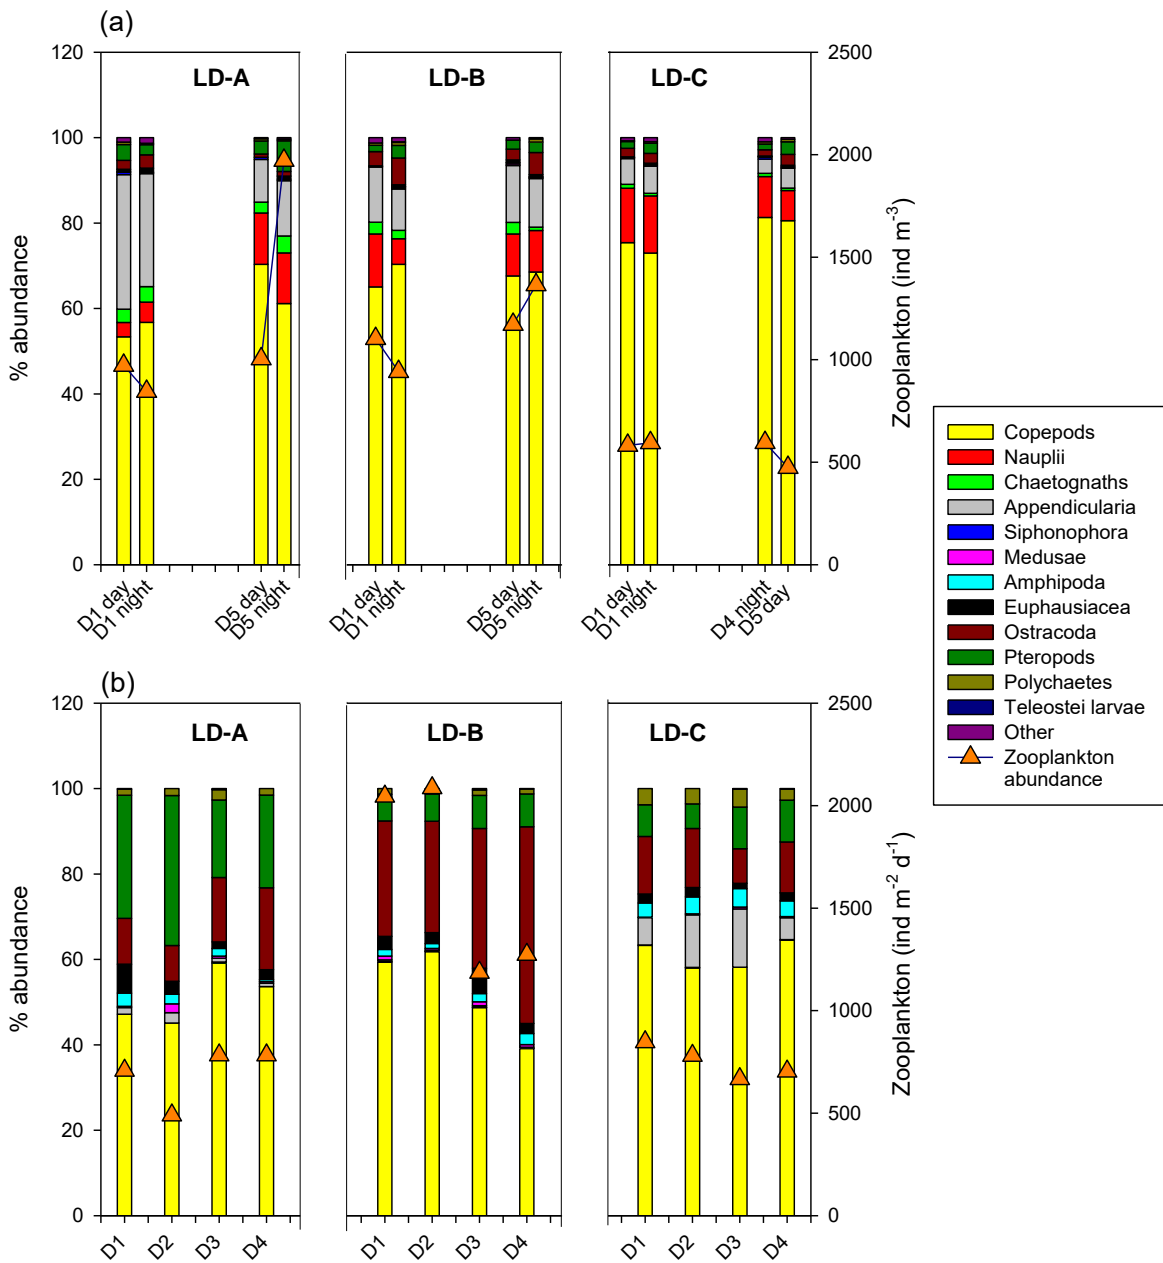 (a)
LD-A
LD-B
LD-C
120
100
80
60
40
20
0
% abundance
2500
2000
1500
1000
500
0
Zooplankton (ind m-3)
D1 day
D1 night
D5 day
D5 night
D1 day
D1 night
D5 day
D5 night
D1 day
D1 night
D4 night
D5 day
Copepods
Nauplii
Chaetognaths
Appendicularia
Siphonophora
Medusae
Amphipoda
Euphausiacea
Ostracoda
Pteropods
Polychaetes
Teleostei larvae
Other
Zooplankton
abundance
(b)
LD-A
LD-B
LD-C
120
100
80
60
40
20
0
% abundance
2500
2000
1500
1000
500
0
Zooplankton (ind m-2 d-1)
D1
D2
D3
D4
D1
D2
D3
D4
D1
D2
D3
D4